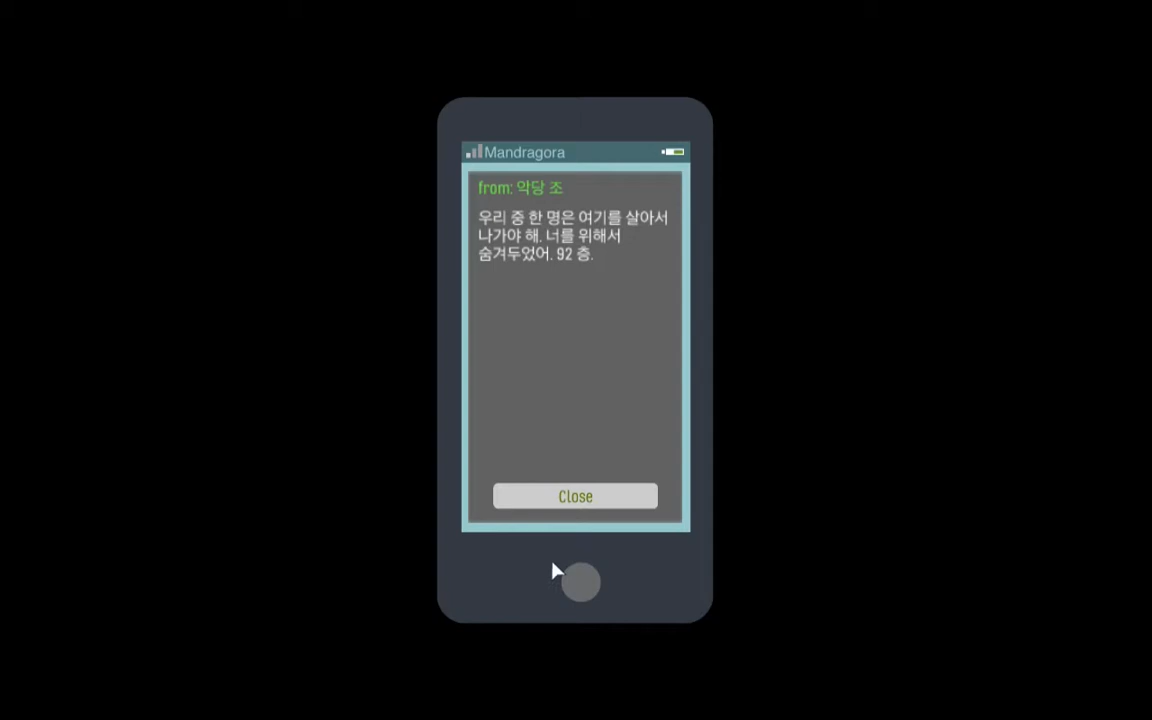 Mandragora
from: 악당 조
우리 중 한 명은 여기를 살아서
나가야 해. 너를 위해서
숨겨두었어. 92 층.
Close